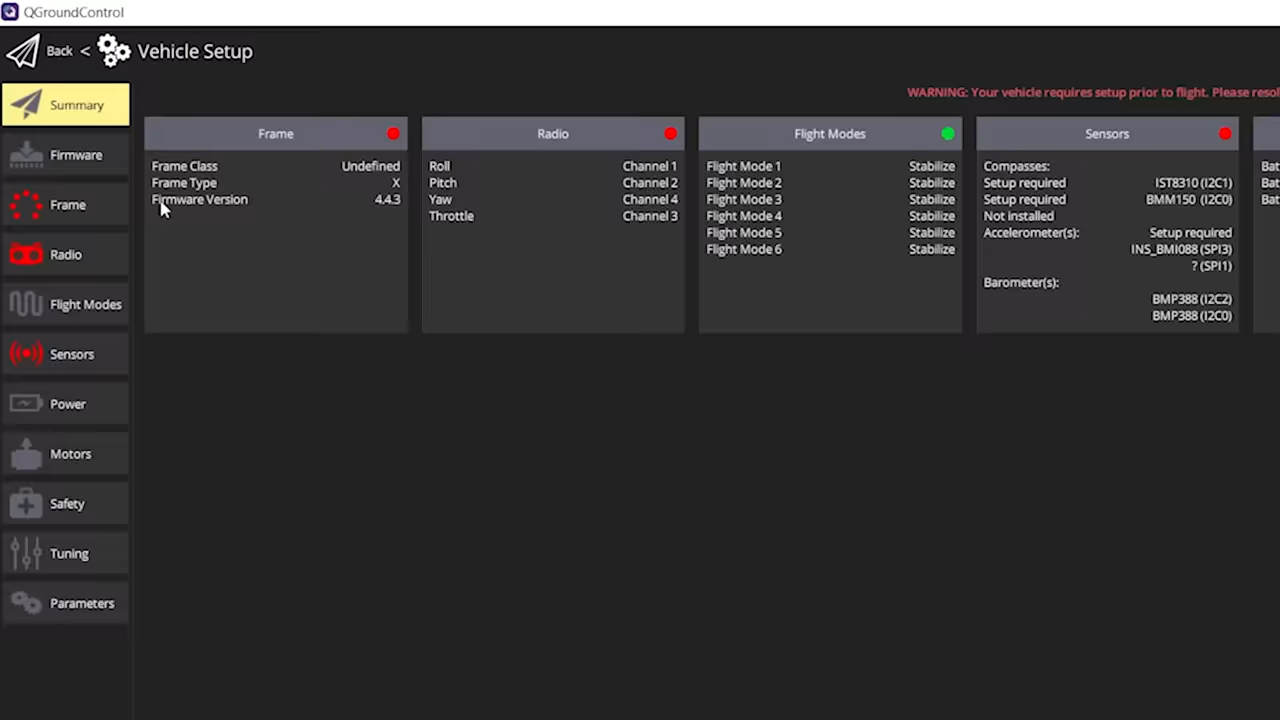 QGroundControl
Back < Vehicle Setup
Summary
Firmware
Frame
Radio
Flight Modes
Sensors
Power
Motors
Safety
Tuning
Parameters
WARNING: Your vehicle requires setup prior to flight. Please resol
Frame
Frame Class Undefined
Frame Type X
Firmware Version 4.4.3
Radio
Roll Channel 1
Pitch Channel 2
Yaw Channel 4
Throttle Channel 3
Flight Modes
Flight Mode 1 Stabilize
Flight Mode 2 Stabilize
Flight Mode 3 Stabilize
Flight Mode 4 Stabilize
Flight Mode 5 Stabilize
Flight Mode 6 Stabilize
Sensors
Compasses:
Setup required IST8310 (I2C1)
Setup required BMM150 (I2C0)
Not installed
Accelerometer(s): Setup required
INS_BMI088 (SPI3)
? (SPI1)
Barometer(s):
BMP388 (I2C2)
BMP388 (I2C0)
Bat
Bat